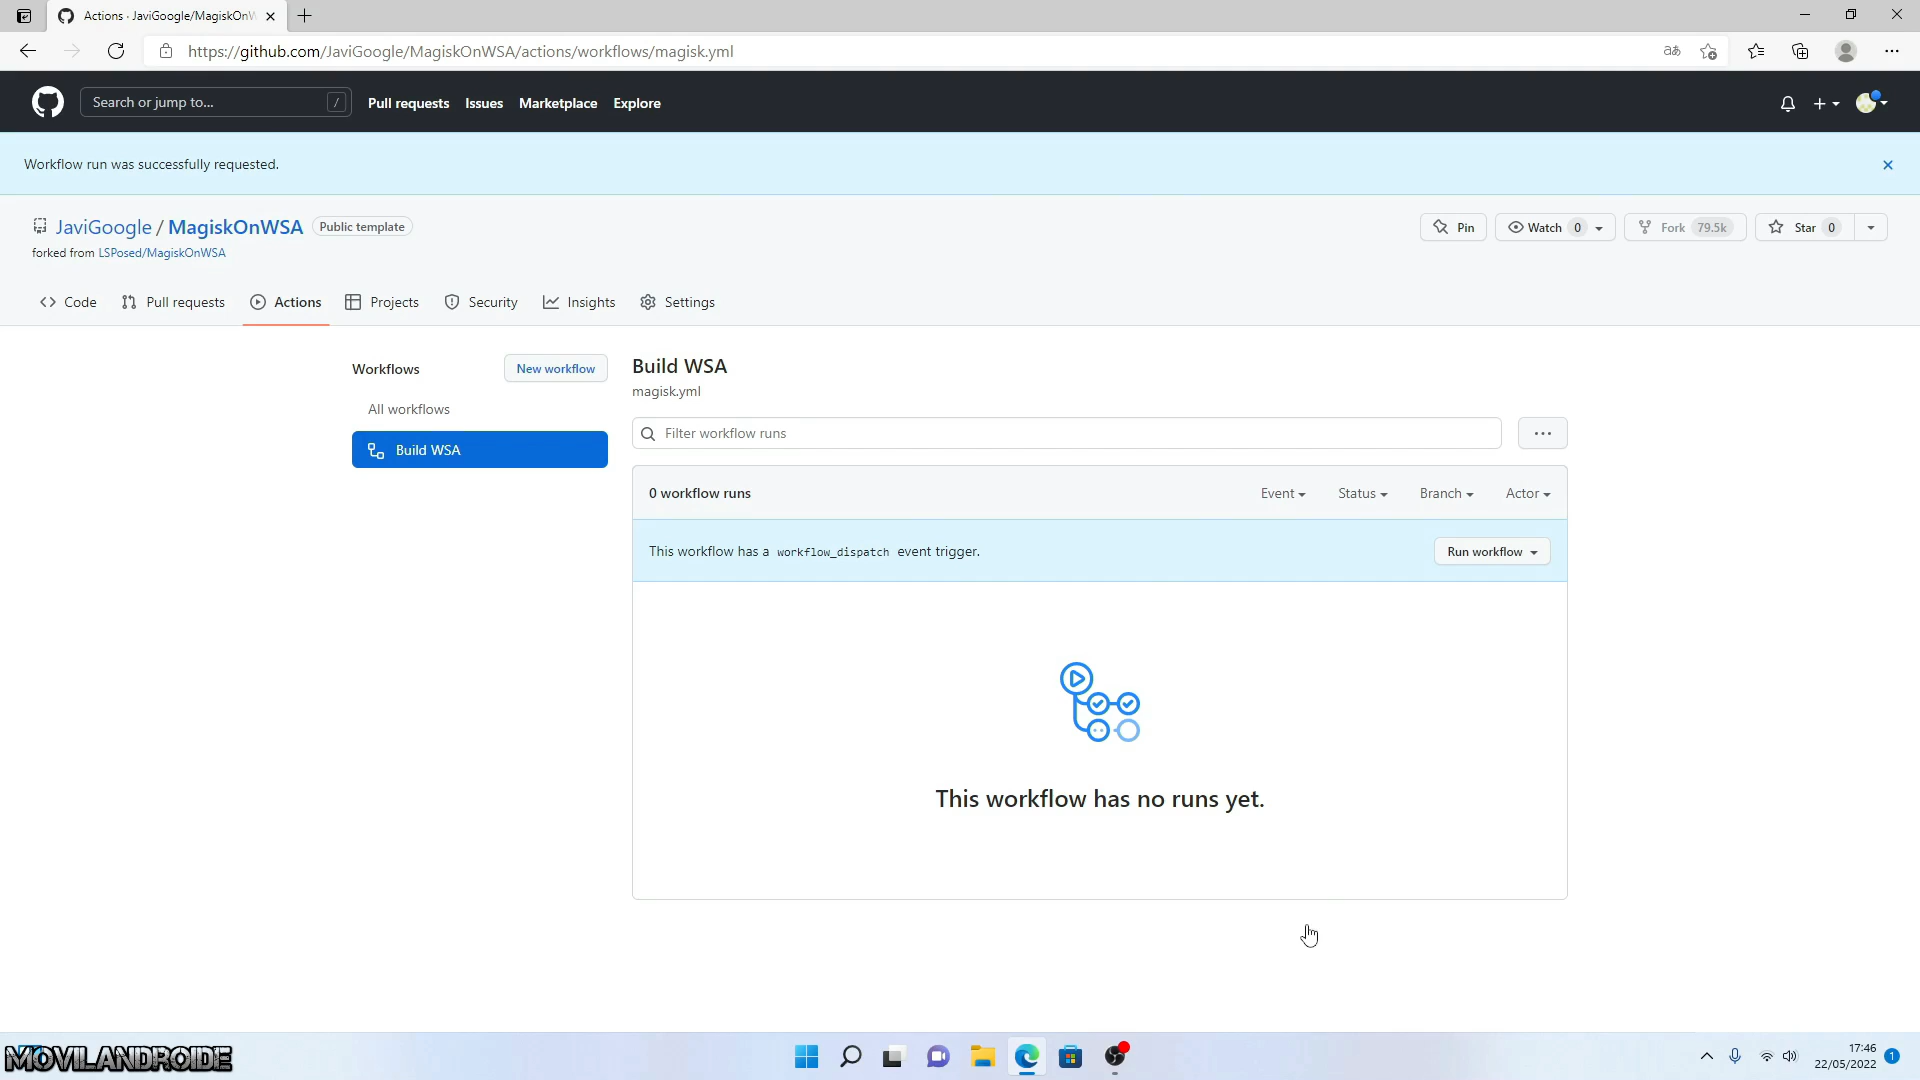 Actions · JaviGoogle/MagiskOnW
https://github.com/JaviGoogle/MagiskOnWSA/actions/workflows/magisk.yml
aあ
Search or jump to...
/
Pull requests
Issues
Marketplace
Explore
Workflow run was successfully requested.
JaviGoogle / MagiskOnWSA
Public template
Pin
Watch 0
Fork 79.5k
Star 0
forked from LSPosed/MagiskOnWSA
Code
Pull requests
Actions
Projects
Security
Insights
Settings
Workflows
New workflow
All workflows
Build WSA
Build WSA
magisk.yml
Filter workflow runs
0 workflow runs
Event
Status
Branch
Actor
This workflow has a workflow_dispatch event trigger.
Run workflow
This workflow has no runs yet.
MOVILANDROIDE
17:46
22/05/2022
1